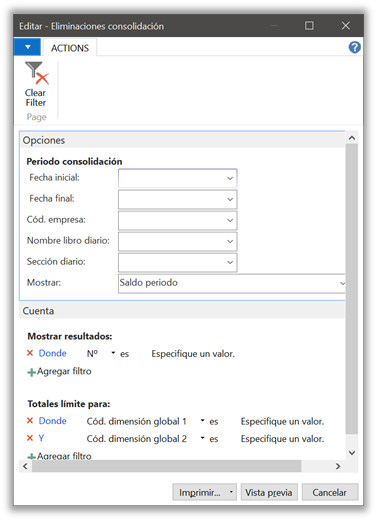 Editar - Eliminaciones consolidación
ACTIONS
Clear
Filter
Page
Opciones
Periodo consolidación
Fecha inicial:
Fecha final:
Cód. empresa:
Nombre libro diario:
Sección diario:
Mostrar: Saldo periodo
Cuenta
Mostrar resultados:
Donde Nº es Especifique un valor.
Agregar filtro
Totales límite para:
Donde Cód. dimensión global 1 es Especifique un valor.
Y Cód. dimensión global 2 es Especifique un valor.
Agregar filtro
Imprimir... Vista previa Cancelar